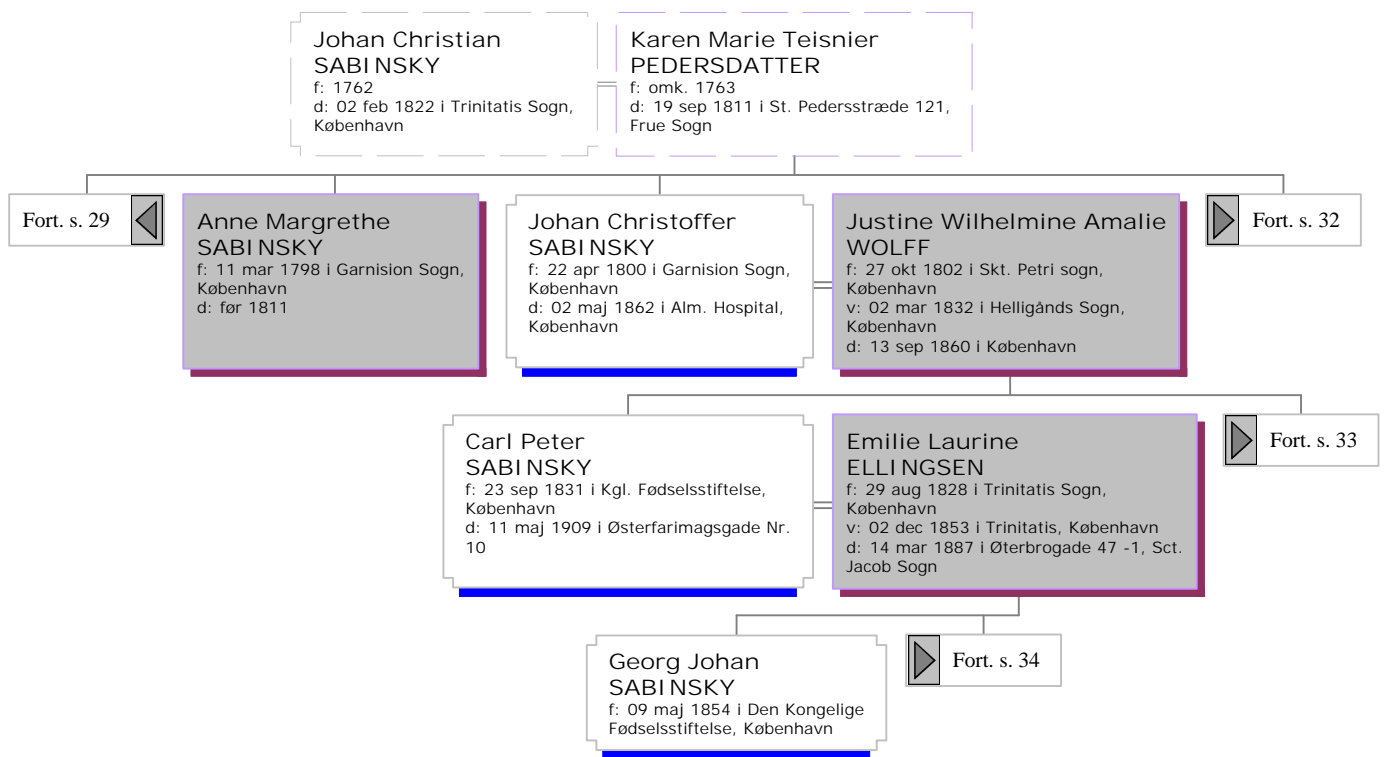 Johan Christian
SABINSKY
f: 1762
d: 02 feb 1822 i Trinitatis Sogn,
København
Karen Marie Teisnier
PEDERSDATTER
f: omk. 1763
d: 19 sep 1811 i St. Pedersstræde 121,
Frue Sogn
Fort. s. 29
Anne Margrethe
SABINSKY
f: 11 mar 1798 i Garnision Sogn,
København
d: før 1811
Johan Christoffer
SABINSKY
f: 22 apr 1800 i Garnision Sogn,
København
d: 02 maj 1862 i Alm. Hospital,
København
Justine Wilhelmine Amalie
WOLFF
f: 27 okt 1802 i Skt. Petri sogn,
København
v: 02 mar 1832 i Helligånds Sogn,
København
d: 13 sep 1860 i København
Fort. s. 32
Carl Peter
SABINSKY
f: 23 sep 1831 i Kgl. Fødselsstiftelse,
København
d: 11 maj 1909 i Østerfarimagsgade Nr.
10
Emilie Laurine
ELLINGSEN
f: 29 aug 1828 i Trinitatis Sogn,
København
v: 02 dec 1853 i Trinitatis, København
d: 14 mar 1887 i Øterbrogade 47 -1, Sct.
Jacob Sogn
Fort. s. 33
Georg Johan
SABINSKY
f: 09 maj 1854 i Den Kongelige
Fødselsstiftelse, København
Fort. s. 34